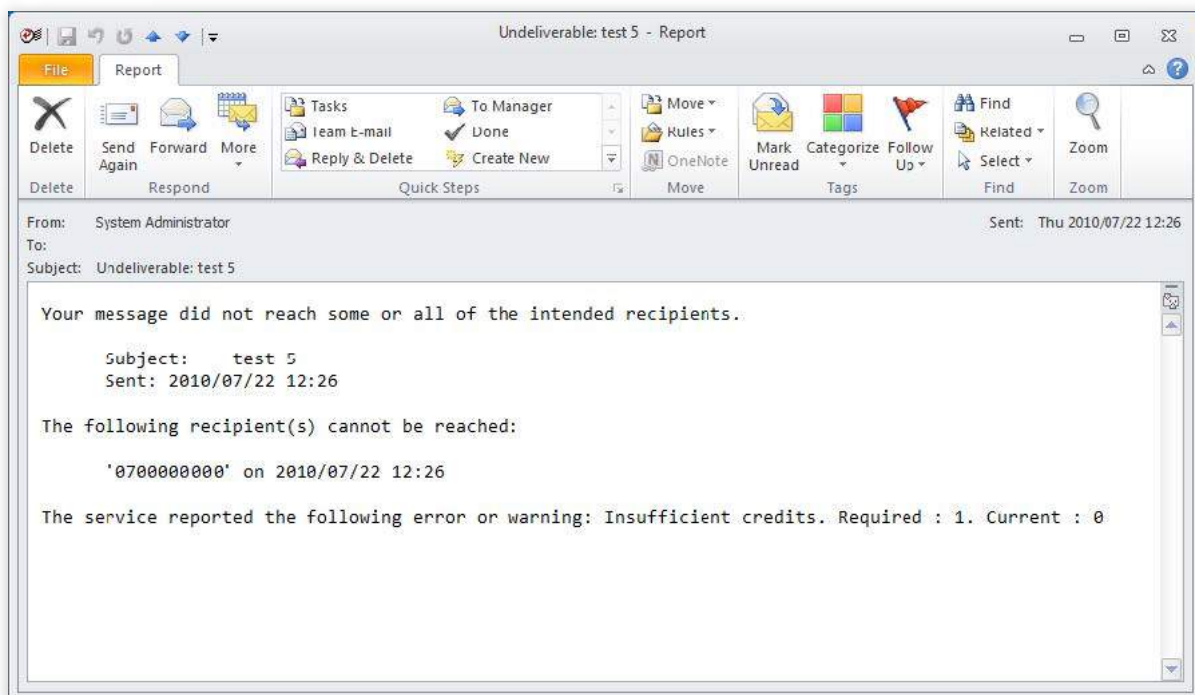 Undeliverable: test 5 - Report
File Report
Delete
Send Again
Forward
More
Tasks
Team E-mail
Reply & Delete
To Manager
Done
Create New
Move
Rules
OneNote
Mark Unread
Categorize
Follow Up
Find
Related
Select
Zoom
Delete Respond Quick Steps Move Tags Find Zoom
From: System Administrator Sent: Thu 2010/07/22 12:26
To:
Subject: Undeliverable: test 5
Your message did not reach some or all of the intended recipients.
Subject: test 5
Sent: 2010/07/22 12:26
The following recipient(s) cannot be reached:
'0700000000' on 2010/07/22 12:26
The service reported the following error or warning: Insufficient credits. Required : 1. Current : 0